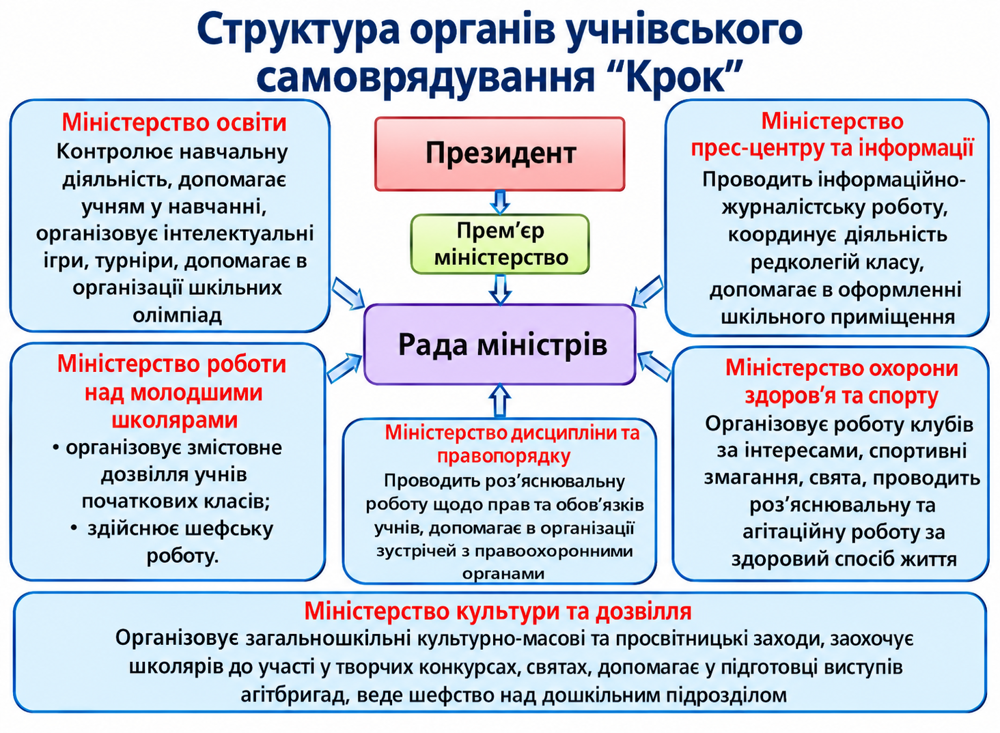 Структура органів учнівського
самоврядування “Крок”
Міністерство освіти
Контролює навчальну
діяльність, допомагає
учням у навчанні,
організовує інтелектуальні
ігри, турніри, допомагає в
організації шкільних
олімпіад
Президент
Прем’єр
міністерство
Рада міністрів
Міністерство
прес-центру та інформації
Проводить інформаційно-
журналістську роботу,
координує діяльність
редколегій класу,
допомагає в оформленні
шкільного приміщення
Міністерство роботи
над молодшими
школярами
• організовує змістовне
дозвілля учнів
початкових класів;
• здійснює шефську
роботу.
Міністерство дисципліни та
правопорядку
Проводить роз’яснювальну
роботу щодо прав та обов’язків
учнів, допомагає в організації
зустрічей з правоохоронними
органами
Міністерство охорони
здоров’я та спорту
Організовує роботу клубів
за інтересами, спортивні
змагання, свята, проводить
роз’яснювальну та
агітаційну роботу за
здоровий спосіб життя
Міністерство культури та дозвілля
Організовує загальношкільні культурно-масові та просвітницькі заходи, заохочує
школярів до участі у творчих конкурсах, святах, допомагає у підготовці виступів
агітбригад, веде шефство над дошкільним підрозділом